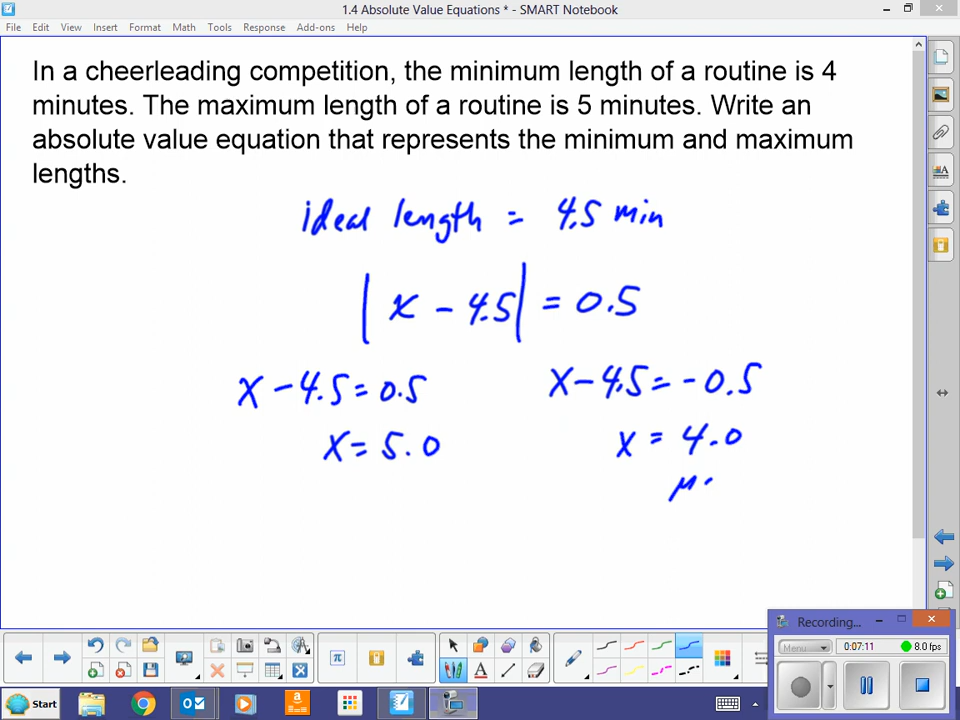 1.4 Absolute Value Equations * - SMART Notebook
File Edit View Insert Format Math Tools Response Add-ons Help
In a cheerleading competition, the minimum length of a routine is 4
minutes. The maximum length of a routine is 5 minutes. Write an
absolute value equation that represents the minimum and maximum
lengths.
ideal length = 4.5 min
|x - 4.5| = 0.5
x - 4.5 = 0.5 x - 4.5 = - 0.5
x = 5.0 x = 4.0
Recording...
Menu 0:07:11 8.0 fps
Start